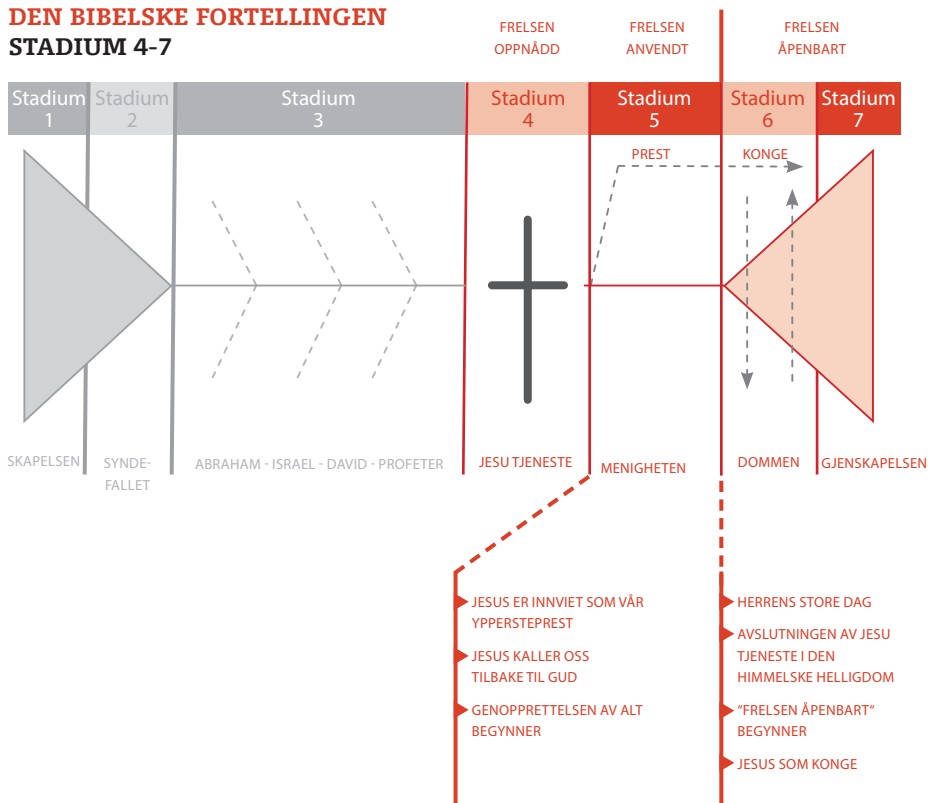 DEN BIBELSKE FORTELLINGEN
STADIUM 4-7
FRELSEN
OPPNÅDD
FRELSEN
ANVENDT
FRELSEN
ÅPENBART
Stadium
1
Stadium
2
Stadium
3
Stadium
4
Stadium
5
Stadium
6
Stadium
7
PREST
KONGE
SKAPELSEN
SYNDE-
FALLET
ABRAHAM - ISRAEL - DAVID - PROFETER
JESU TJENESTE
MENIGHETEN
DOMMEN
GJENSKAPELSEN
JESUS ER INNVIET SOM VÅR
YPPERSTEPREST
JESUS KALLER OSS
TILBAKE TIL GUD
GENOPPRETTELSEN AV ALT
BEGYNNER
HERRENS STORE DAG
AVSLUTNINGEN AV JESU
TJENESTE I DEN
HIMMELSKE HELLIGDOM
“FRELSEN ÅPENBART“
BEGYNNER
JESUS SOM KONGE